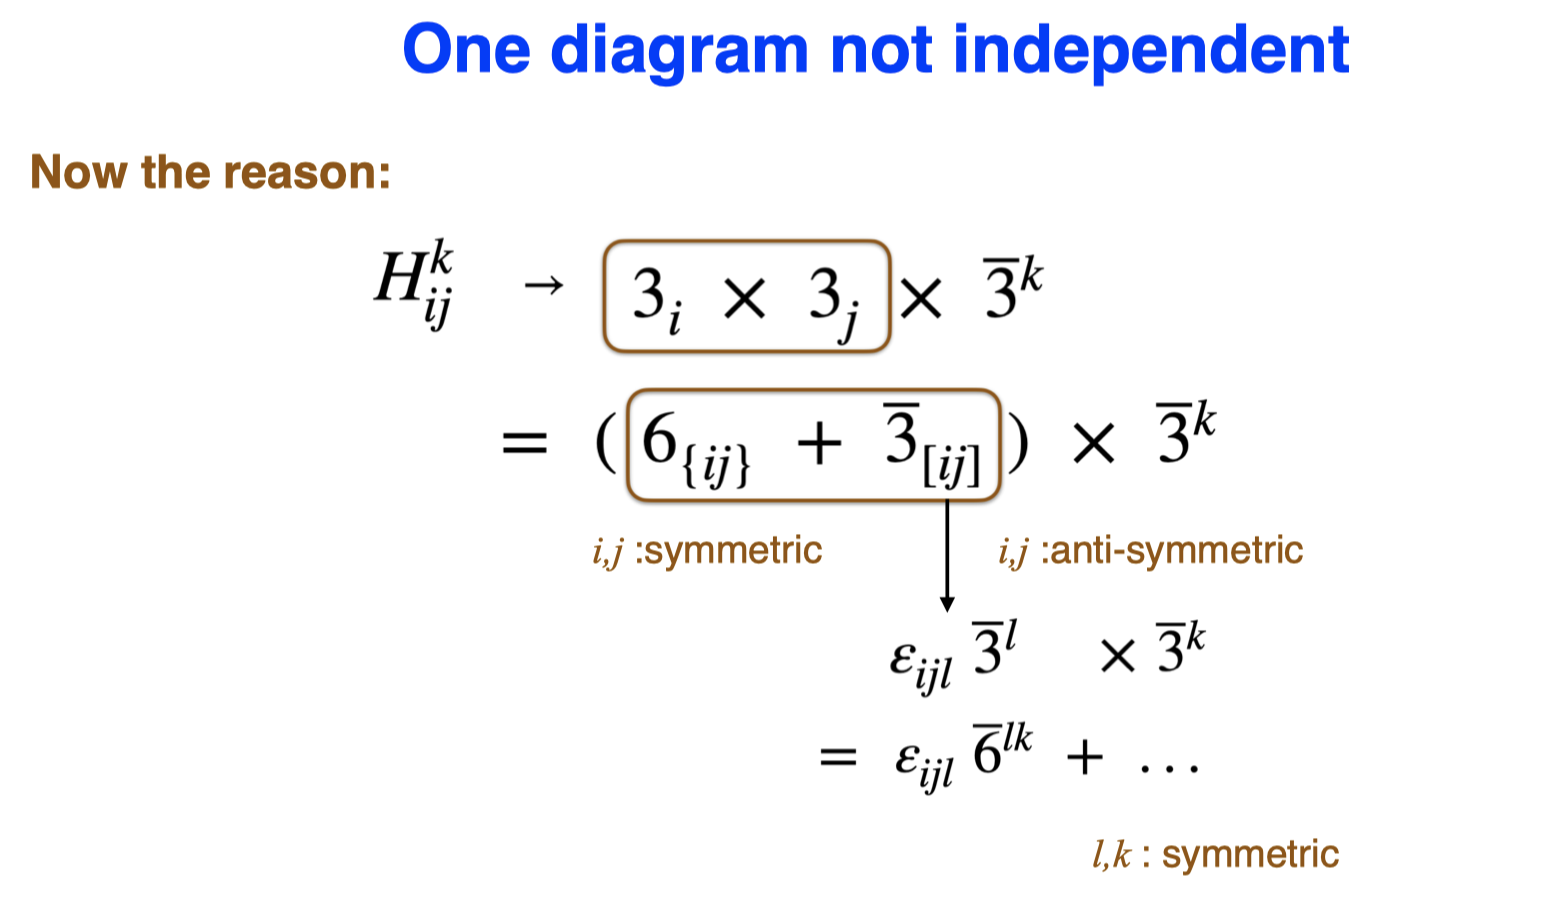 One diagram not independent
Now the reason:
H_{ij}^{k} → 3_i × 3_j × 3̅^k
= ( 6_{\{ij\}} + 3̅_{[ij]} ) × 3̅^k
i,j :symmetric i,j :anti-symmetric
ε_{ijl} 3̅^l × 3̅^k
= ε_{ijl} 6̅^{lk} + ...
l,k : symmetric